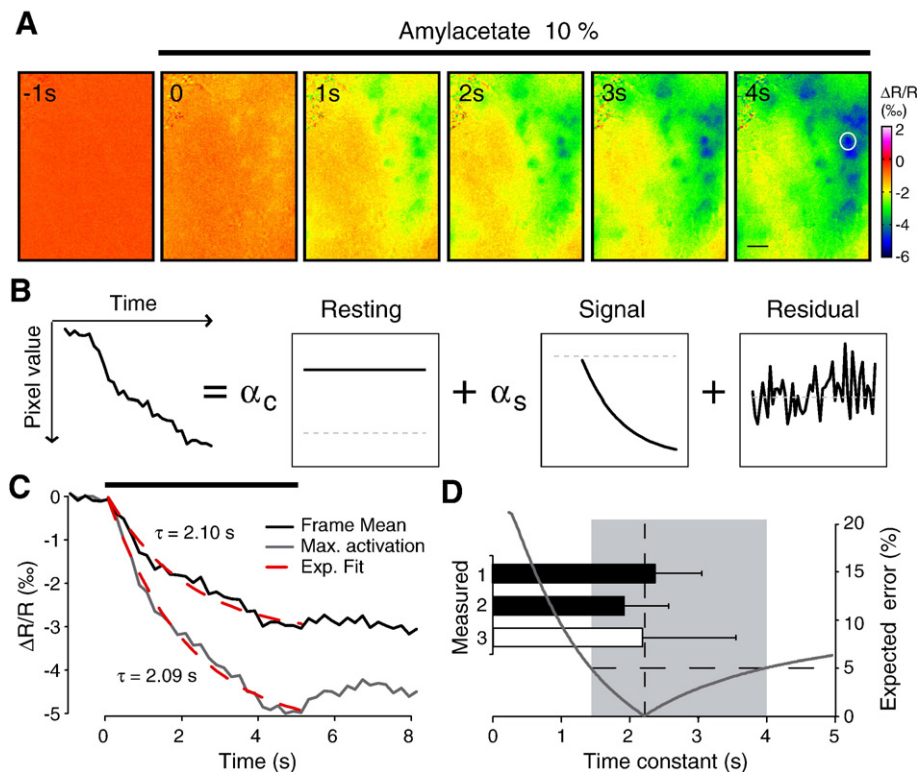 A
Amylacetate 10 %
-1s
0
1s
2s
3s
4s
ΔR/R
(‰)
2
0
-2
-4
-6
B
Time
Pixel value
Resting
Signal
Residual
= αc + αs +
C
0
-1
-2
-3
-4
-5
ΔR/R (‰)
τ = 2.10 s
τ = 2.09 s
Frame Mean
Max. activation
Exp. Fit
0 2 4 6 8
Time (s)
D
Measured
1
2
3
20
15
10
5
0
Expected error (%)
0 1 2 3 4 5
Time constant (s)